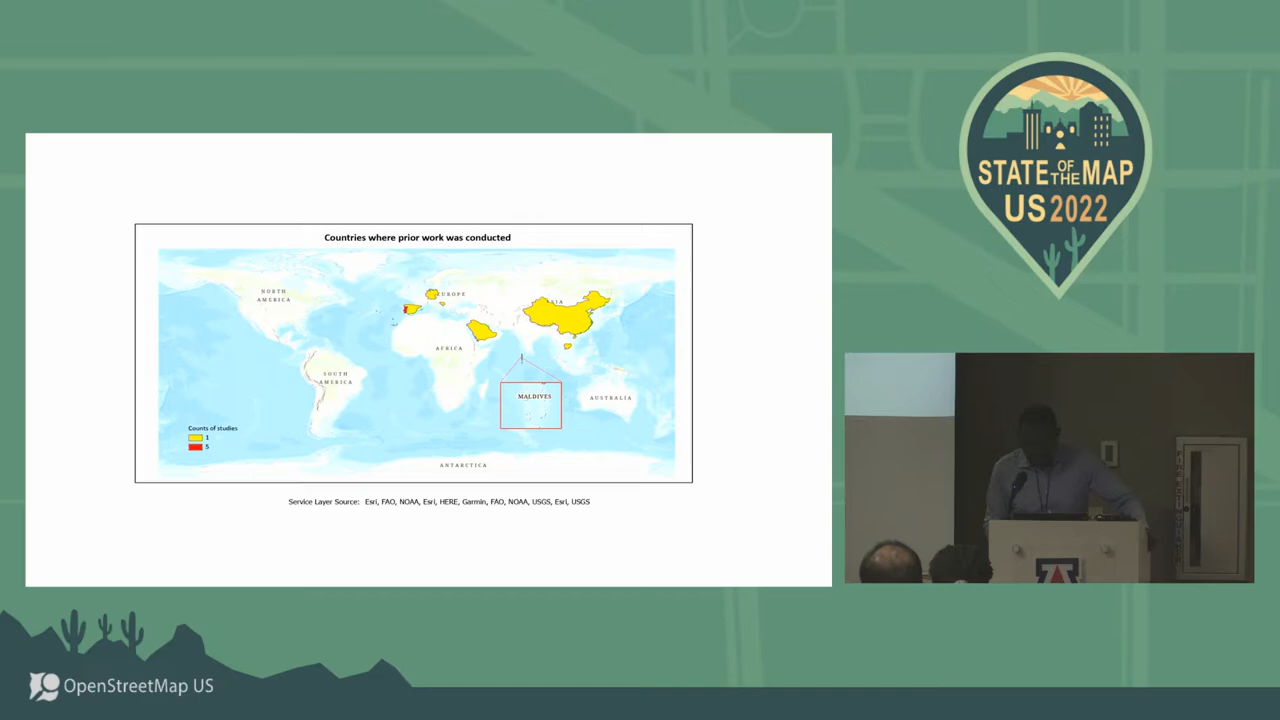 STATE OF THE MAP
US 2022
Countries where prior work was conducted
NORTH
AMERICA
EUROPE
ASIA
AFRICA
SOUTH
AMERICA
MALDIVES
AUSTRALIA
Counts of studies
1
5
ANTARCTICA
Service Layer Source: Esri, FAO, NOAA, Esri, HERE, Garmin, FAO, NOAA, USGS, Esri, USGS
A
OpenStreetMap US